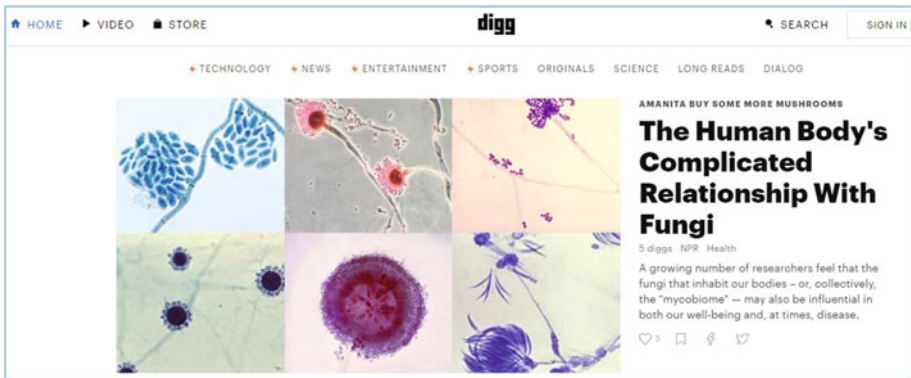 HOME VIDEO STORE digg SEARCH SIGN IN /
TECHNOLOGY NEWS ENTERTAINMENT SPORTS ORIGINALS SCIENCE LONG READS DIALOG
AMANITA BUY SOME MORE MUSHROOMS
The Human Body's
Complicated
Relationship With
Fungi
5 diggs NPR Health
A growing number of researchers feel that the
fungi that inhabit our bodies – or, collectively,
the "mycobiome" — may also be influential in
both our well-being and, at times, disease.
5